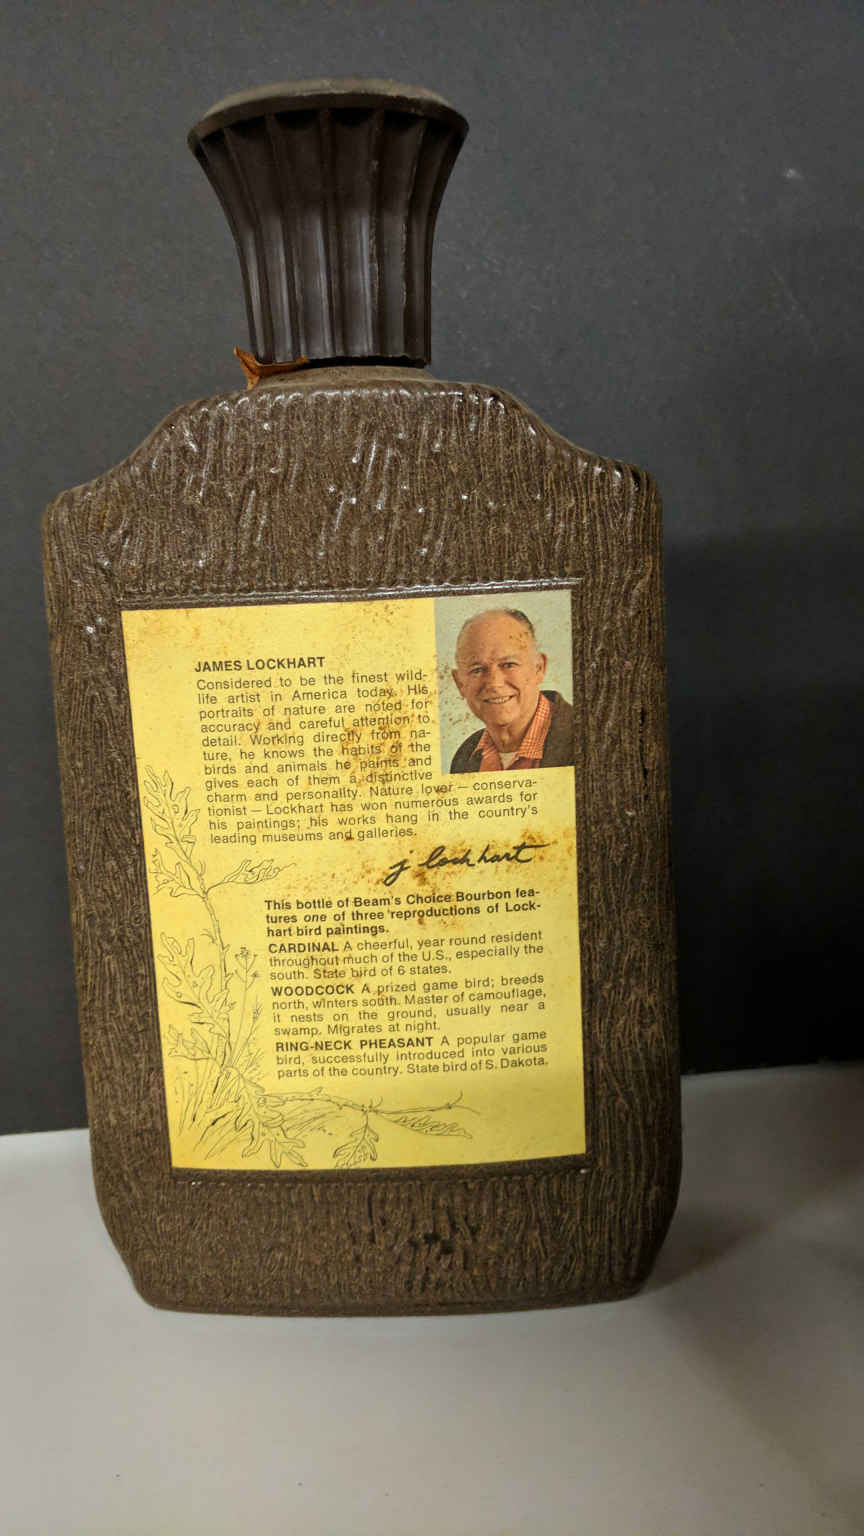 JAMES LOCKHART
Considered to be the finest wild-
life artist in America today. His
portraits of nature are noted for
accuracy and careful attention to
detail. Working directly from na-
ture, he knows the habits of the
birds and animals he paints and
gives each of them a distinctive
charm and personality. Nature lover – conserva-
tionist – Lockhart has won numerous awards for
his paintings; his works hang in the country's
leading museums and galleries.
j lockhart
This bottle of Beam's Choice Bourbon fea-
tures one of three reproductions of Lock-
hart bird paintings.
CARDINAL A cheerful, year round resident
throughout much of the U.S., especially the
south. State bird of 6 states.
WOODCOCK A prized game bird; breeds
north, winters south. Master of camouflage,
it nests on the ground, usually near a
swamp. Migrates at night.
RING-NECK PHEASANT A popular game
bird, successfully introduced into various
parts of the country. State bird of S. Dakota.